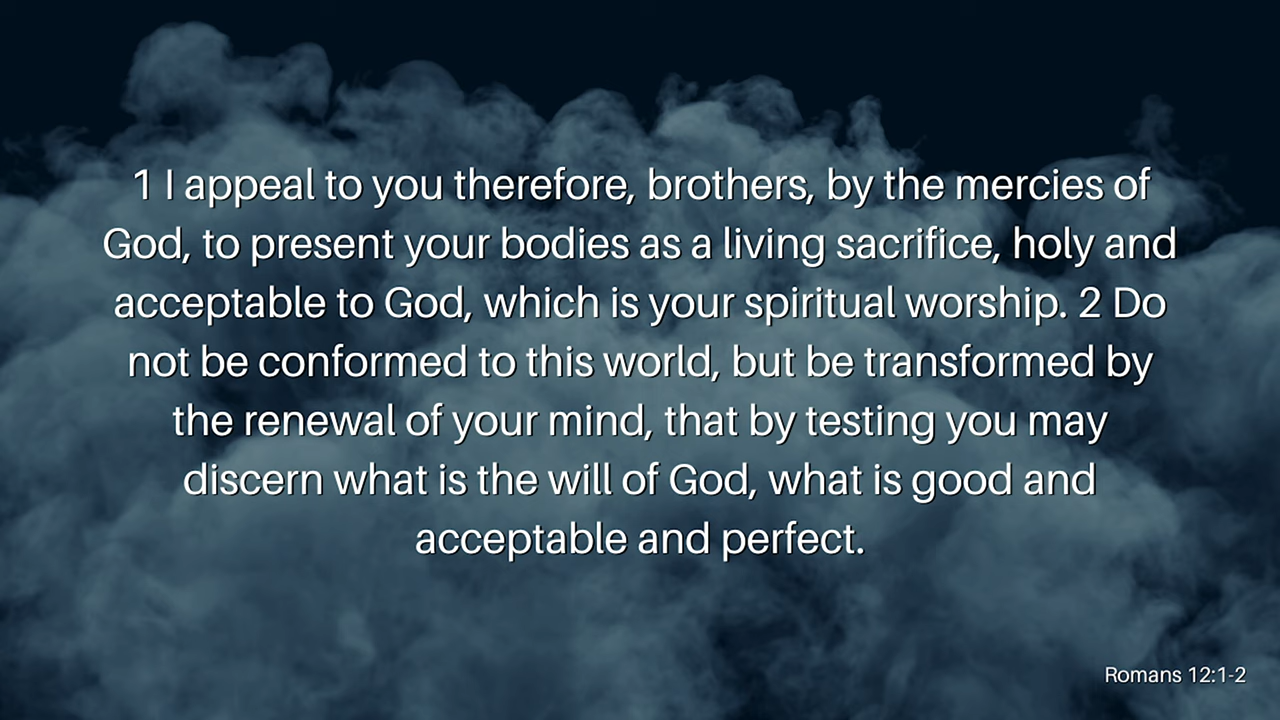 1 I appeal to you therefore, brothers, by the mercies of
God, to present your bodies as a living sacrifice, holy and
acceptable to God, which is your spiritual worship. 2 Do
not be conformed to this world, but be transformed by
the renewal of your mind, that by testing you may
discern what is the will of God, what is good and
acceptable and perfect.
Romans 12:1-2